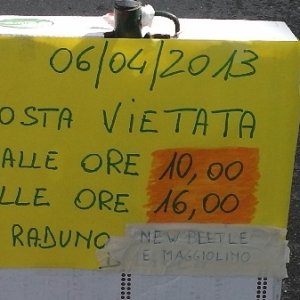 06/04/2013
OSTA VIETATA
ALLE ORE 10,00
LLE ORE 16,00
RADUNO NEW BEETLE
E MAGGIOLINO